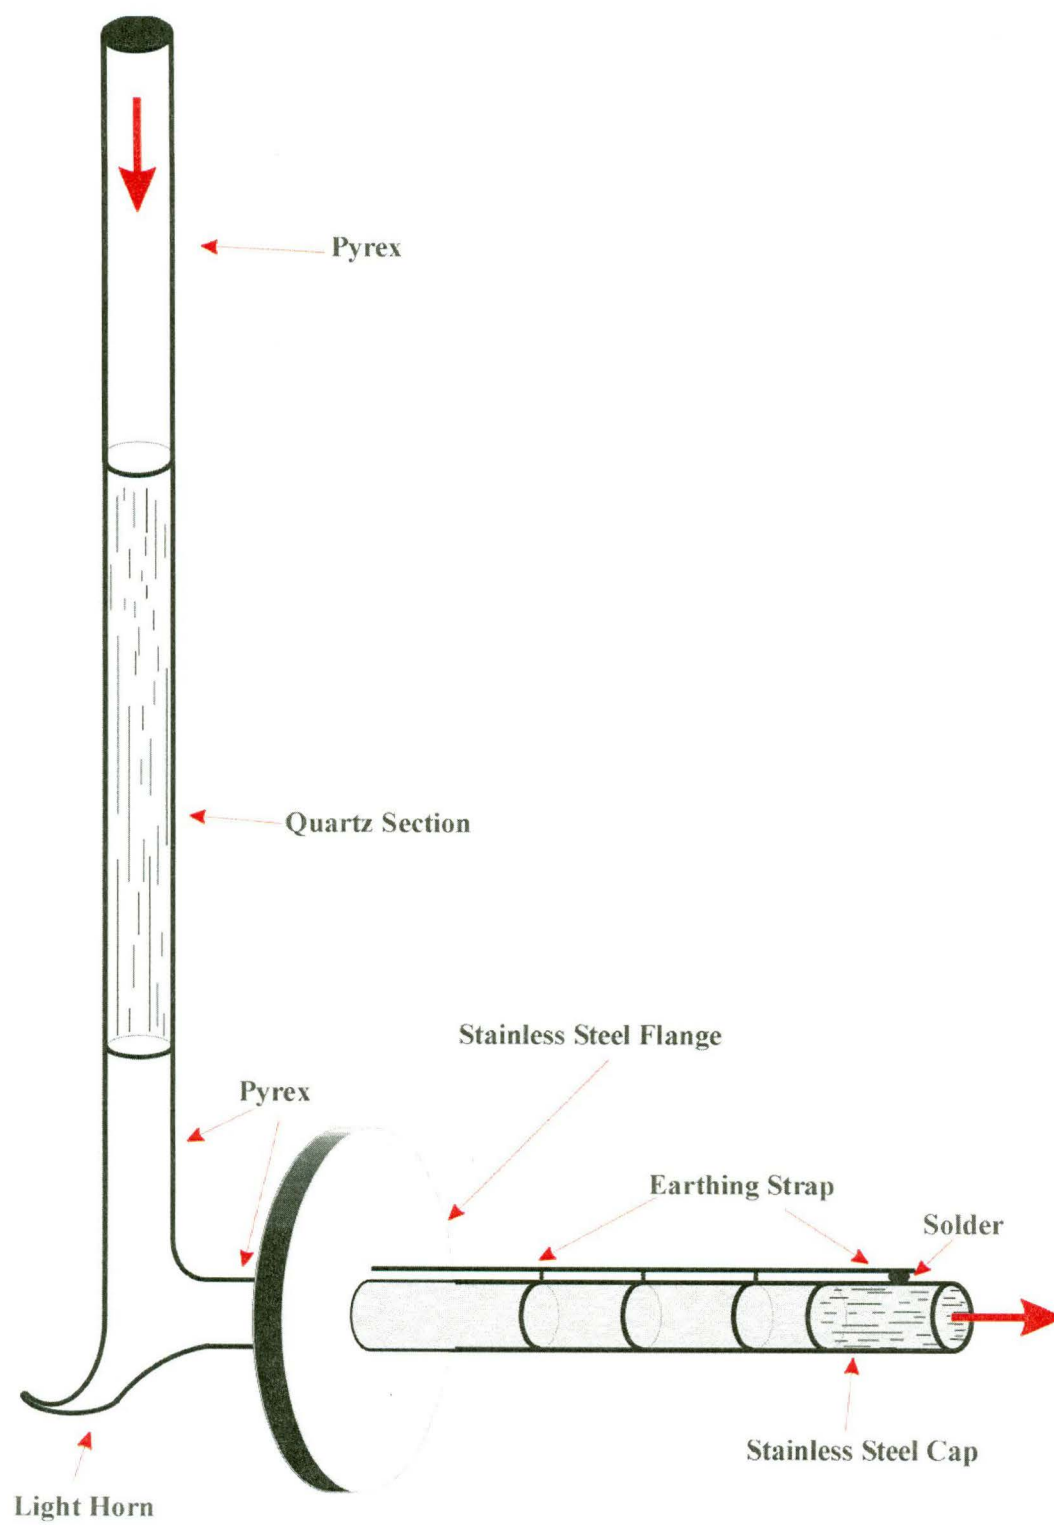 Pyrex
Quartz Section
Stainless Steel Flange
Pyrex
Earthing Strap
Solder
Stainless Steel Cap
Light Horn